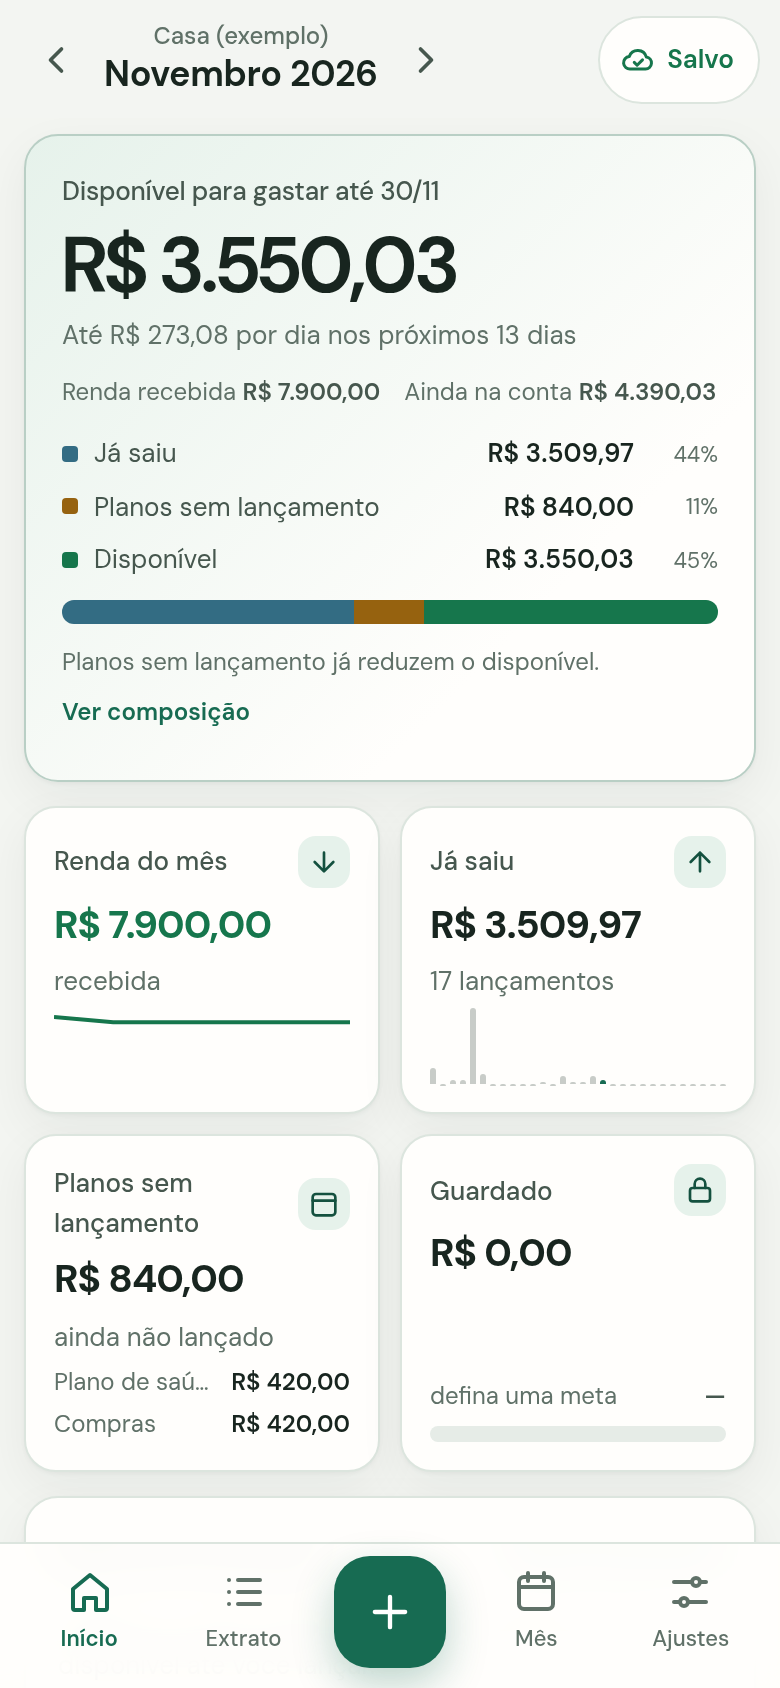 Casa (exemplo)
Novembro 2026
Salvo
Disponível para gastar até 30/11
R$ 3.550,03
Até R$ 273,08 por dia nos próximos 13 dias
Renda recebida R$ 7.900,00 Ainda na conta R$ 4.390,03
Já saiu R$ 3.509,97 44%
Planos sem lançamento R$ 840,00 11%
Disponível R$ 3.550,03 45%
Planos sem lançamento já reduzem o disponível.
Ver composição
Renda do mês
R$ 7.900,00
recebida
Já saiu
R$ 3.509,97
17 lançamentos
Planos sem
lançamento
R$ 840,00
ainda não lançado
Plano de saú... R$ 420,00
Compras R$ 420,00
Guardado
R$ 0,00
defina uma meta –
Início
Extrato
Mês
Ajustes